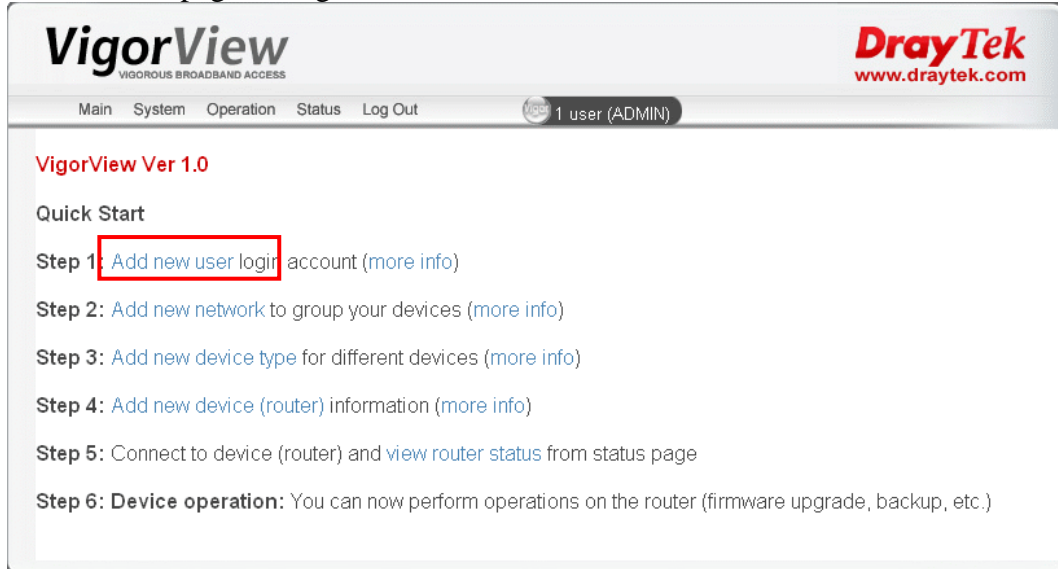 VigorView
VIGOROUS BROADBAND ACCESS
DrayTek
www.draytek.com
Main System Operation Status Log Out
Vigor 1 user (ADMIN)
VigorView Ver 1.0
Quick Start
Step 1: Add new user login account (more info)
Step 2: Add new network to group your devices (more info)
Step 3: Add new device type for different devices (more info)
Step 4: Add new device (router) information (more info)
Step 5: Connect to device (router) and view router status from status page
Step 6: Device operation: You can now perform operations on the router (firmware upgrade, backup, etc.)